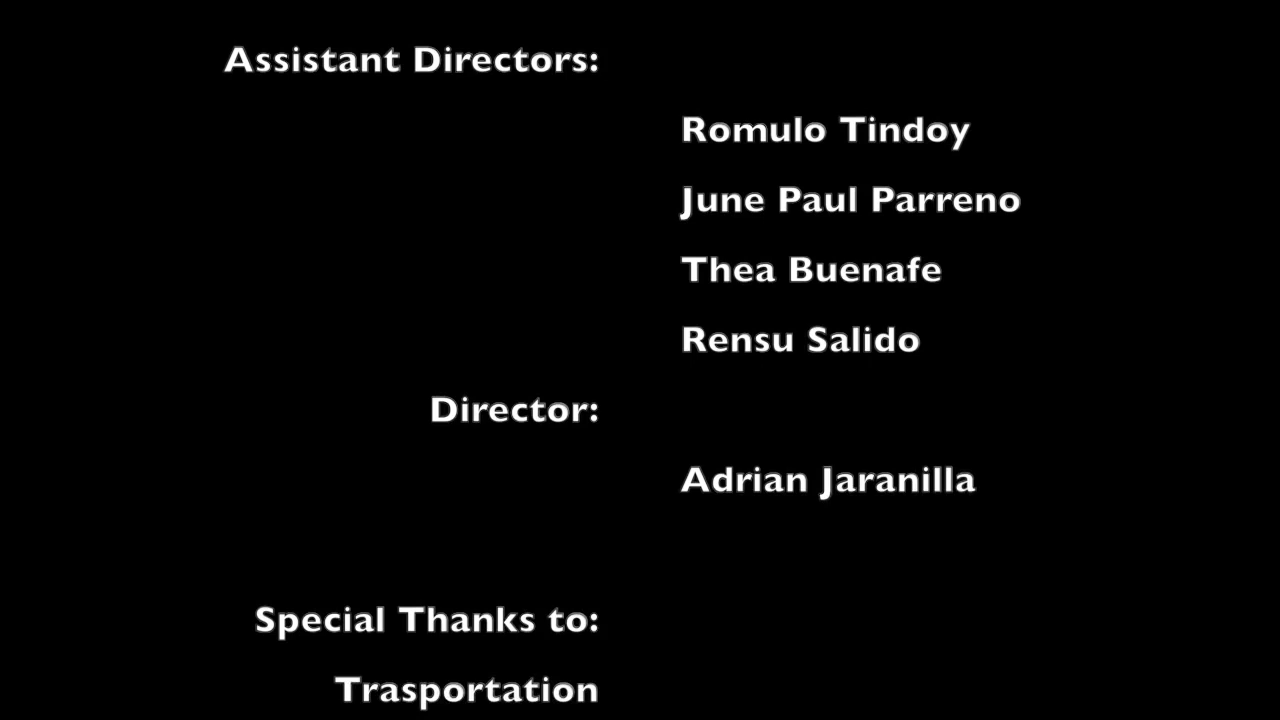 Assistant Directors:
Romulo Tindoy
June Paul Parreno
Thea Buenafe
Rensu Salido
Director:
Adrian Jaranilla
Special Thanks to:
Trasportation